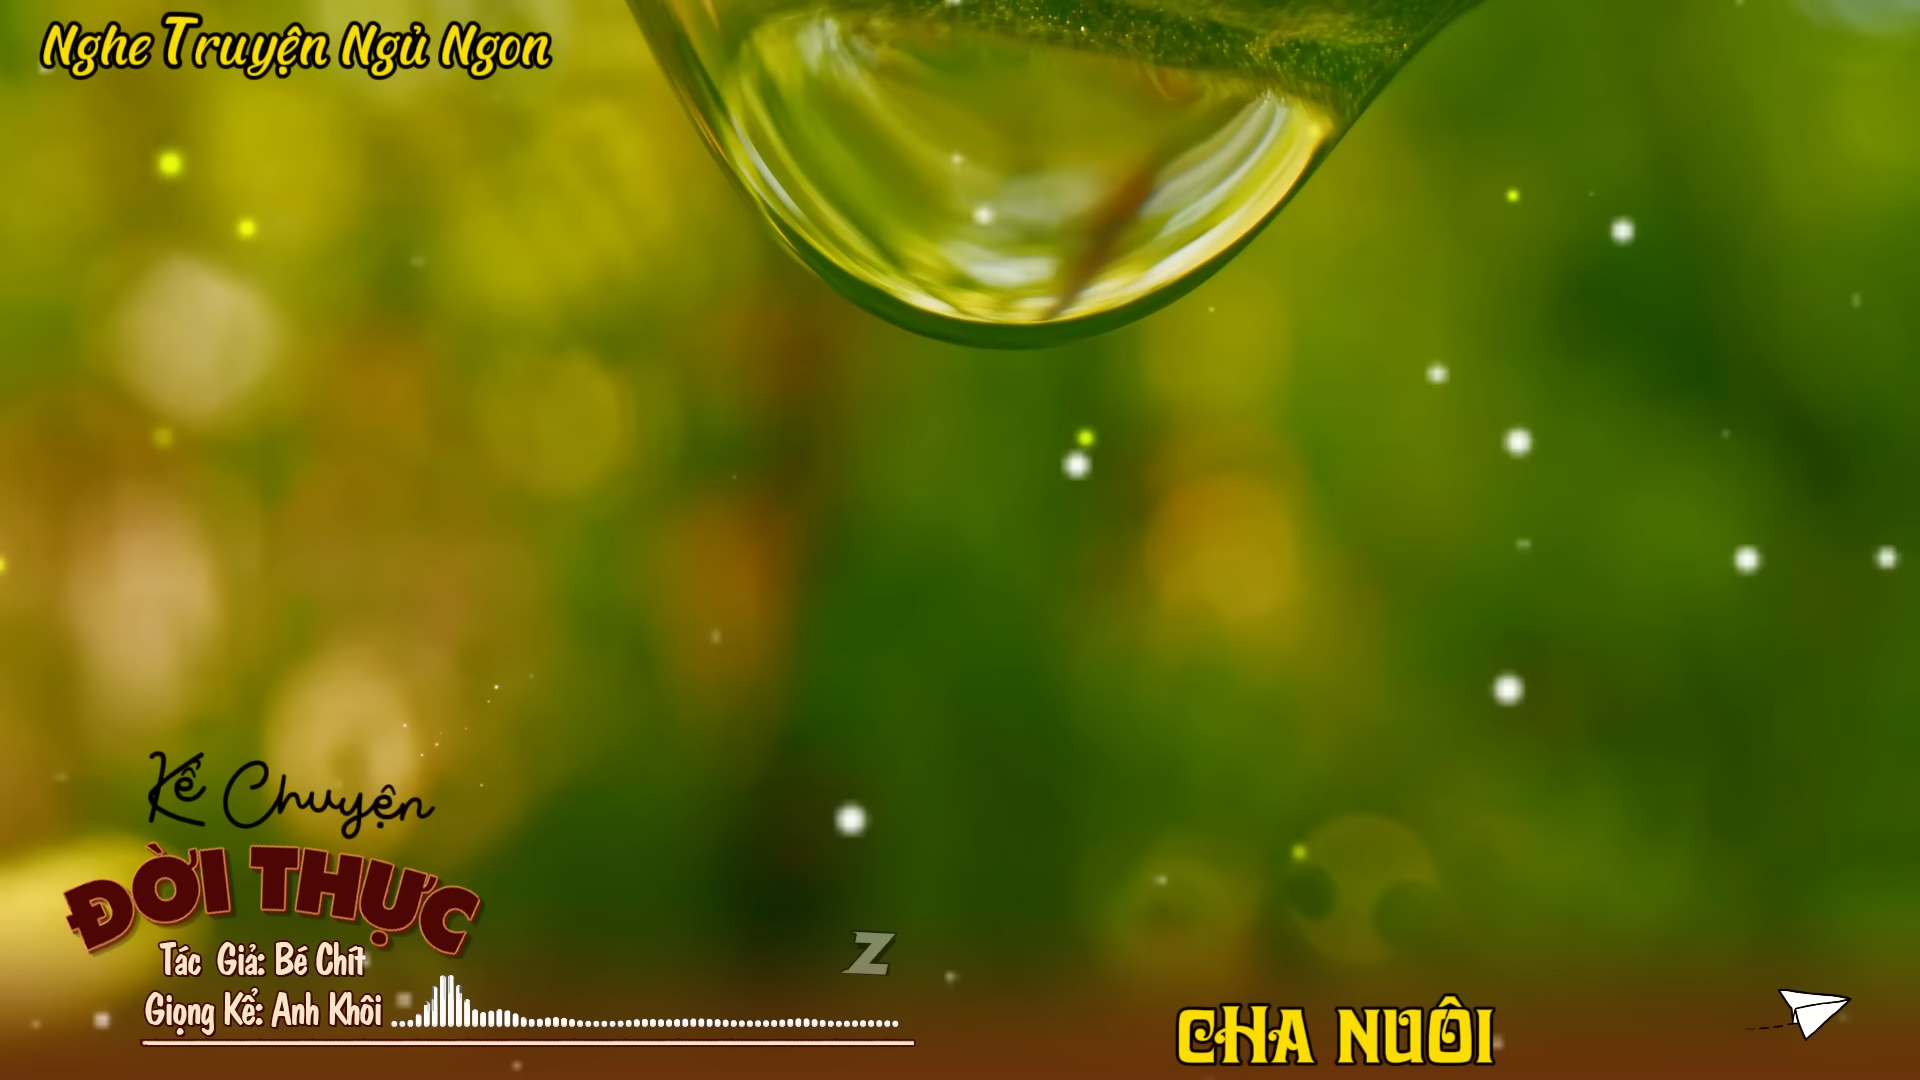 Nghe Truyện Ngủ Ngon
Kể Chuyện
ĐỜI THỰC
Tác Giả: Bé Chít
Giọng Kể: Anh Khôi
Z
CHA NUÔI